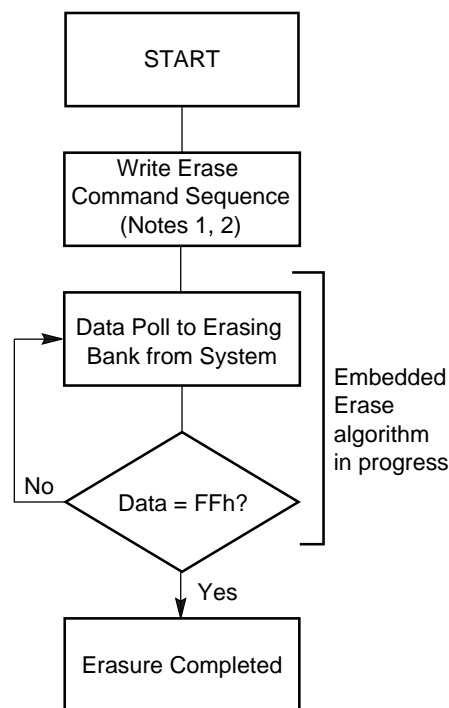 START
Write Erase
Command Sequence
(Notes 1, 2)
Data Poll to Erasing
Bank from System
Embedded
Erase
algorithm
in progress
No
Data = FFh?
Yes
Erasure Completed